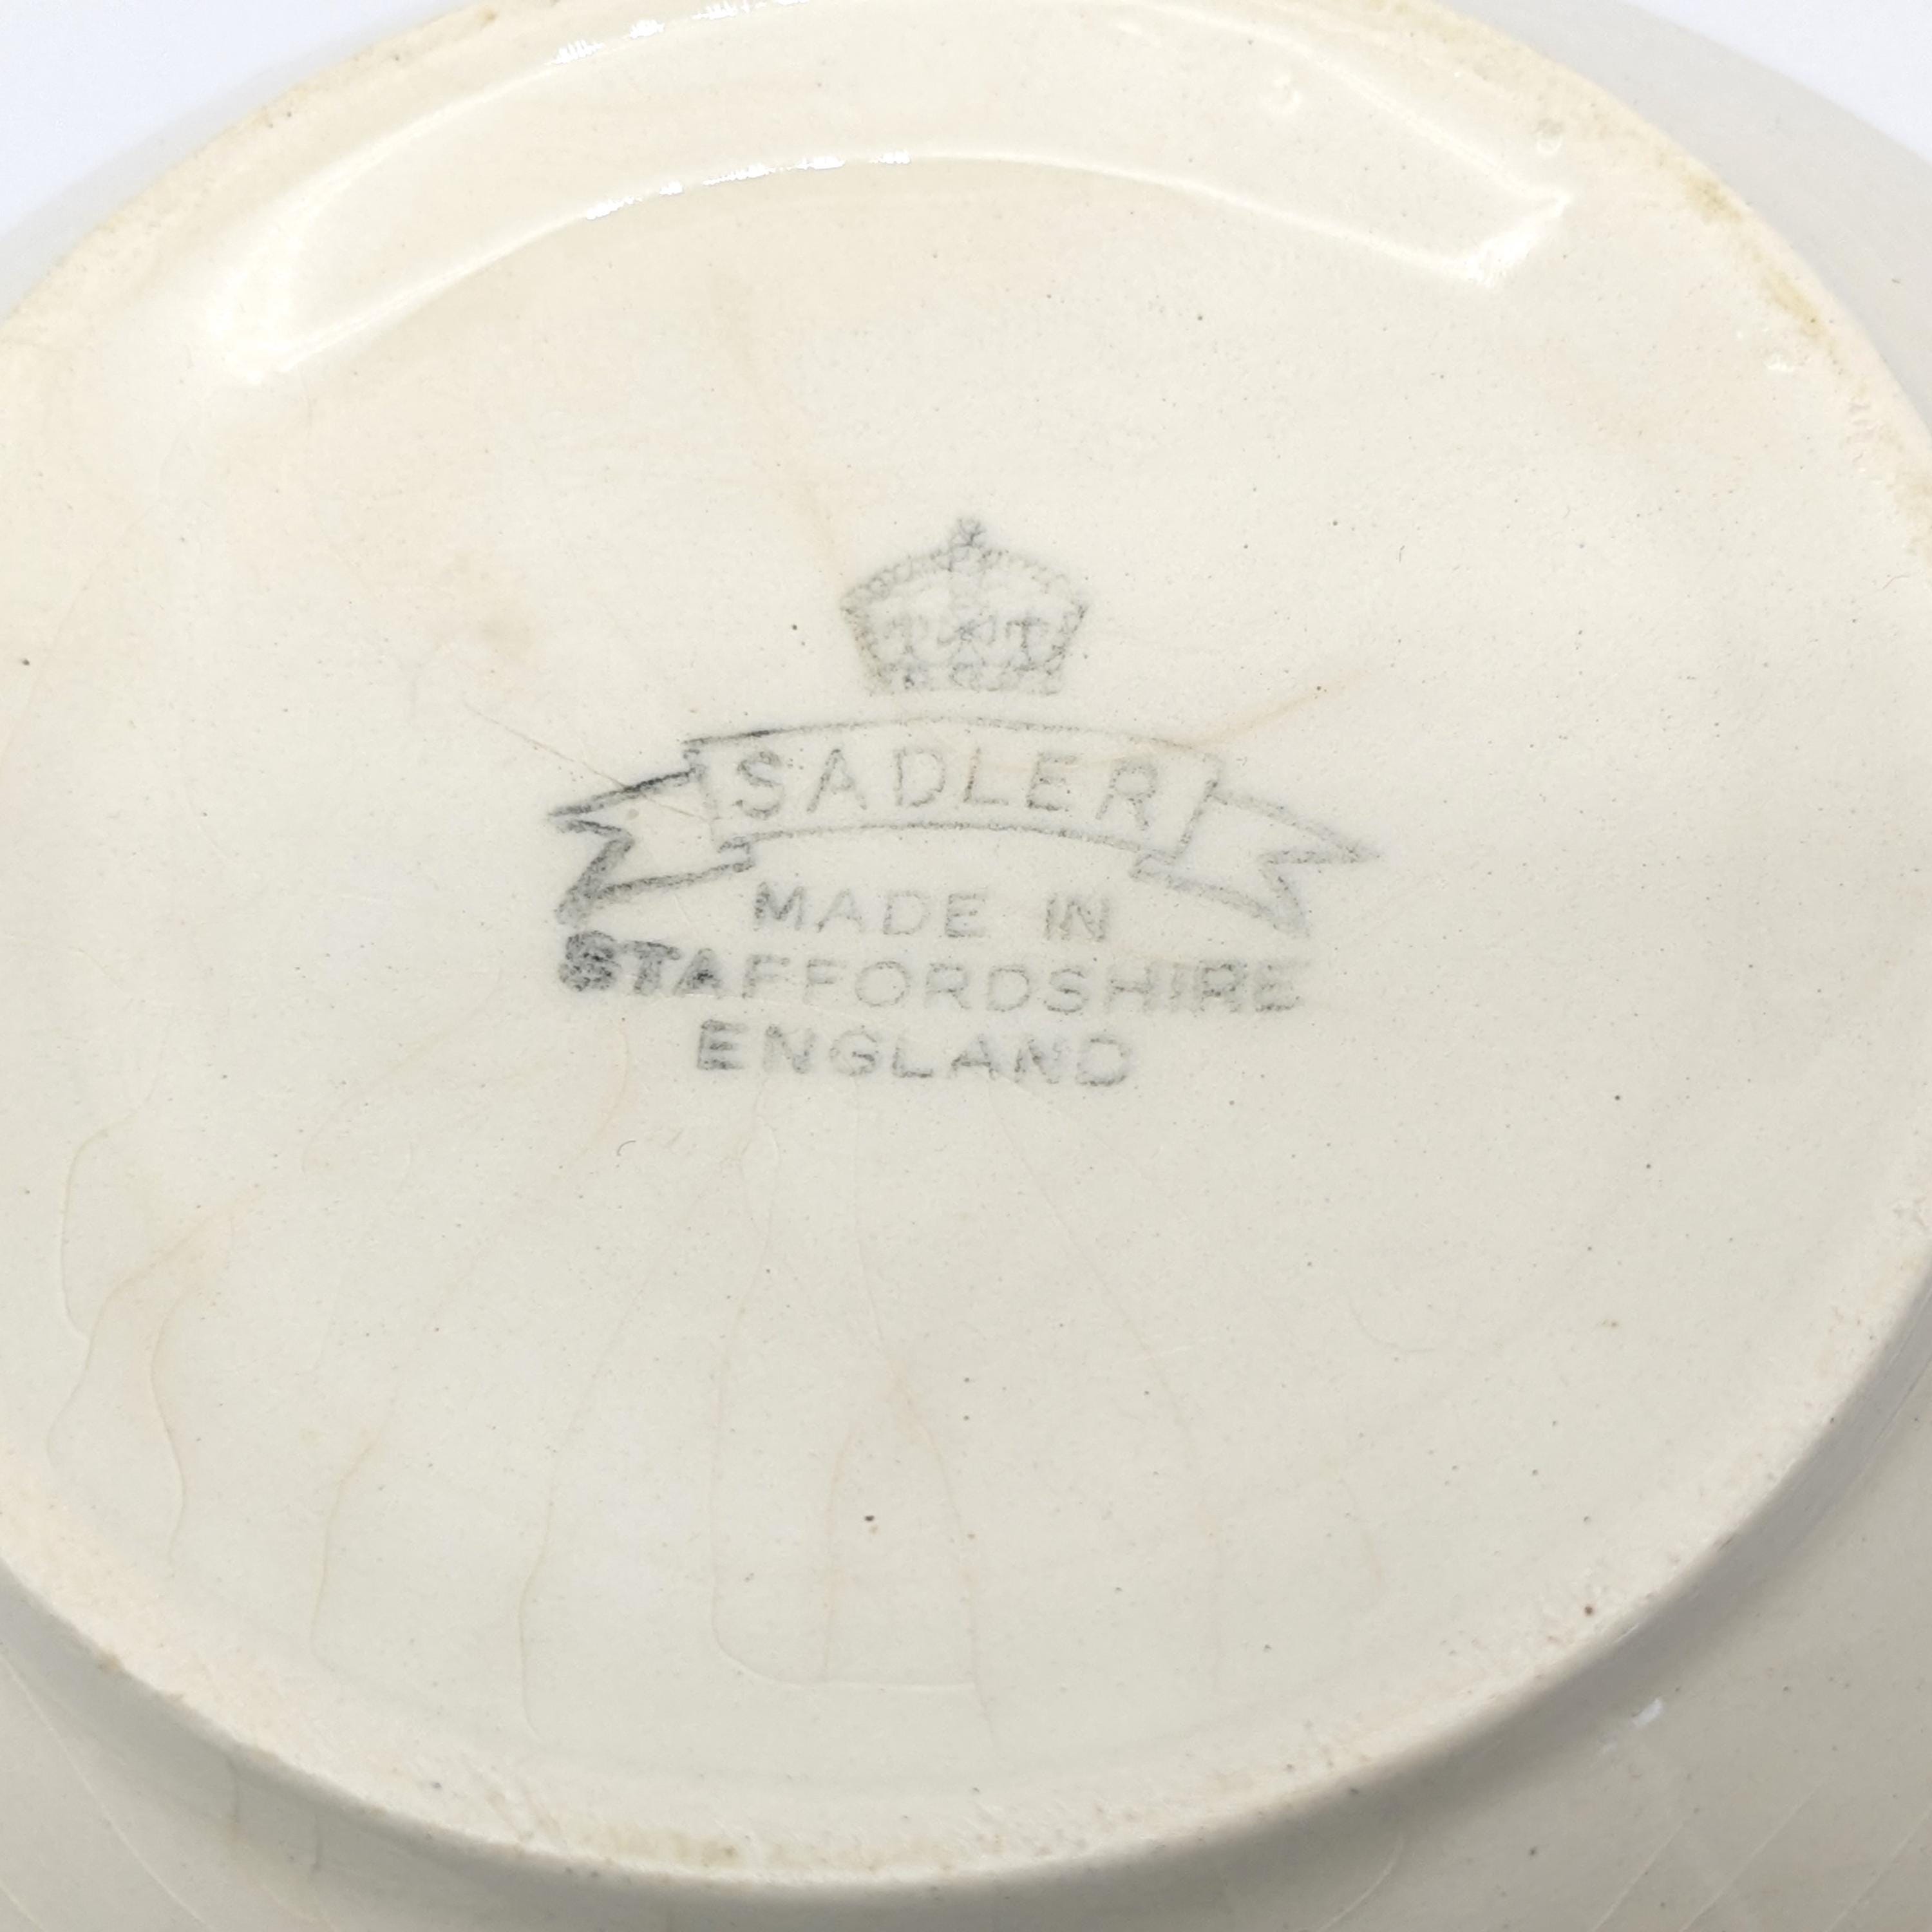 SADLER
MADE IN
STAFFORDSHIRE
ENGLAND